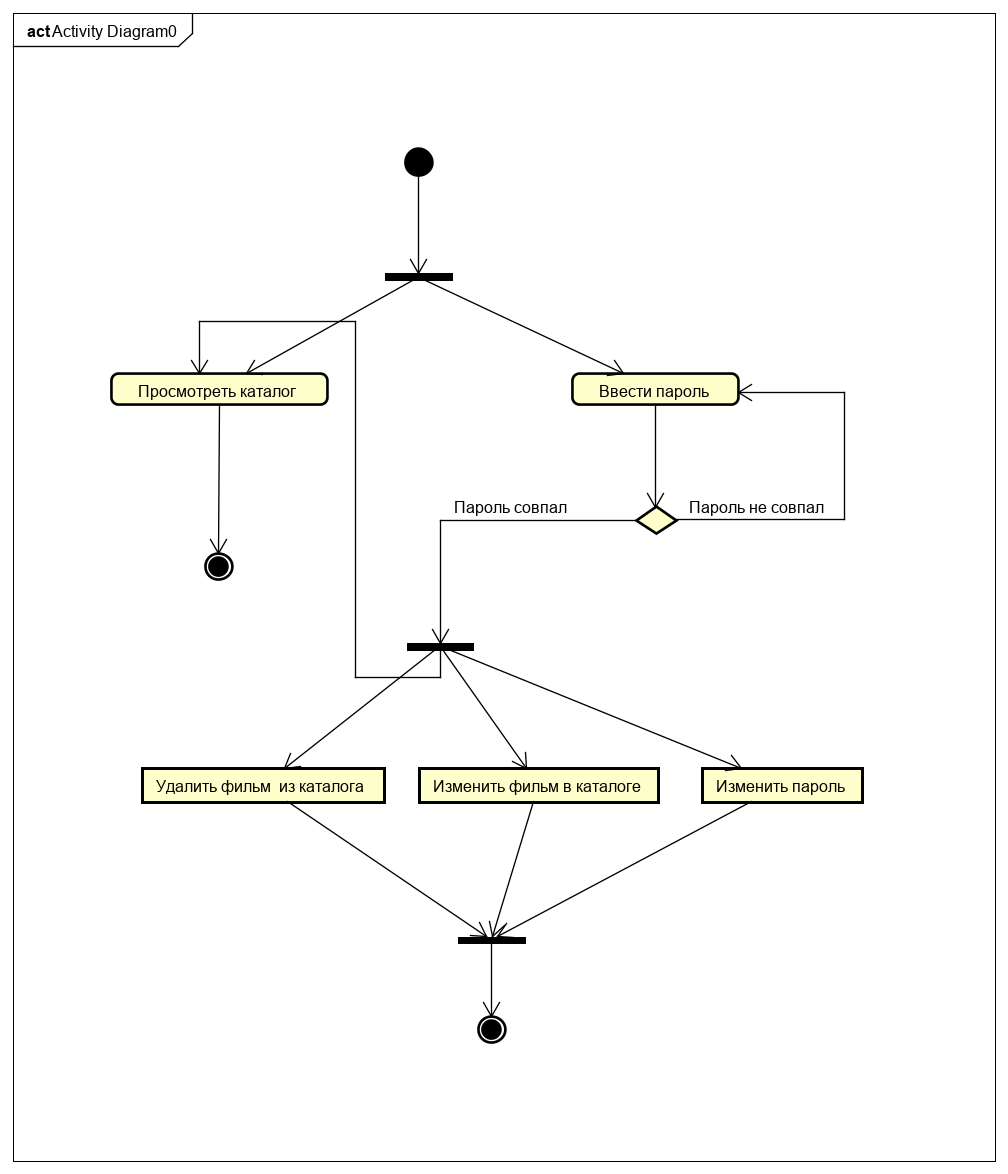 act Activity Diagram0
Просмотреть каталог
Ввести пароль
Пароль совпал
Пароль не совпал
Удалить фильм из каталога
Изменить фильм в каталоге
Изменить пароль